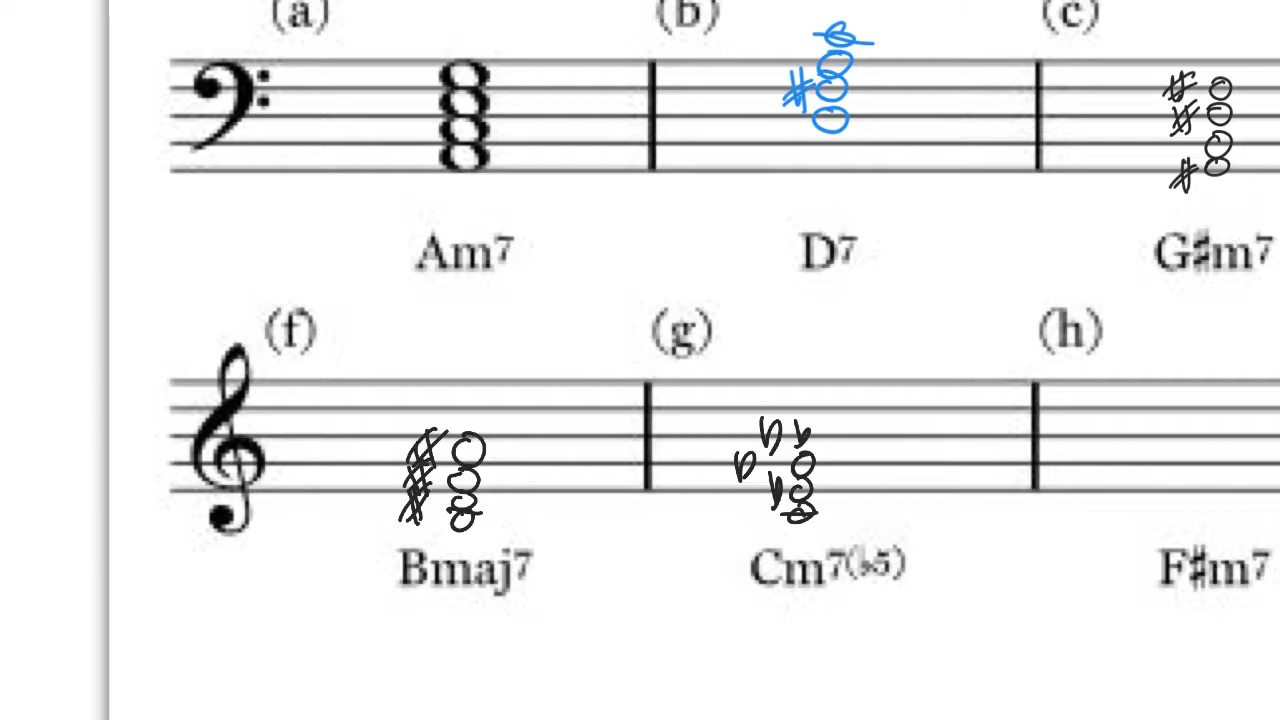 (a) (b) (c)
Am7 D7 G♯m7
(f) (g) (h)
Bmaj7 Cm7(♭5) F♯m7